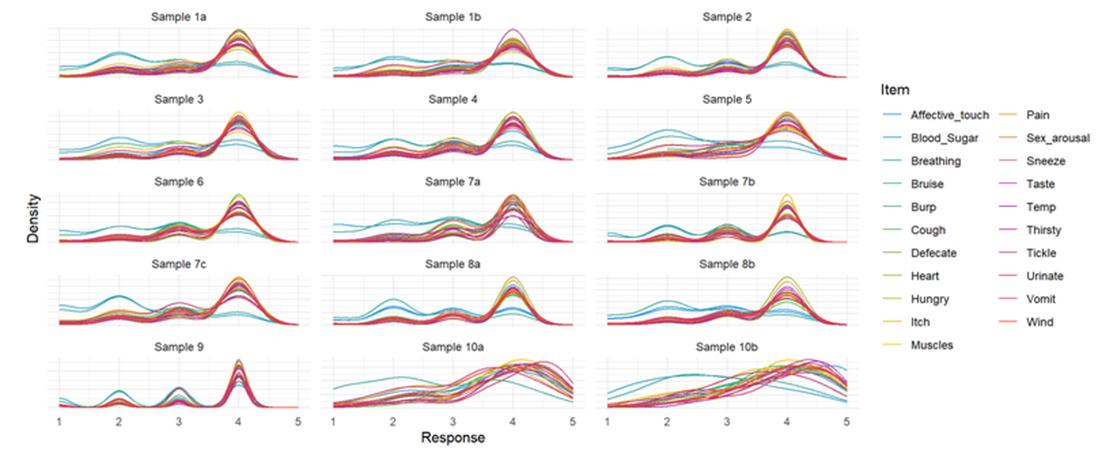 Sample 1a
Sample 1b
Sample 2
Sample 3
Sample 4
Sample 5
Sample 6
Sample 7a
Sample 7b
Sample 7c
Sample 8a
Sample 8b
Sample 9
Sample 10a
Sample 10b
Density
1 2 3 4 5
1 2 3 4 5
1 2 3 4 5
Response
Item
Affective_touch
Blood_Sugar
Breathing
Bruise
Burp
Cough
Defecate
Heart
Hungry
Itch
Muscles
Pain
Sex_arousal
Sneeze
Taste
Temp
Thirsty
Tickle
Urinate
Vomit
Wind